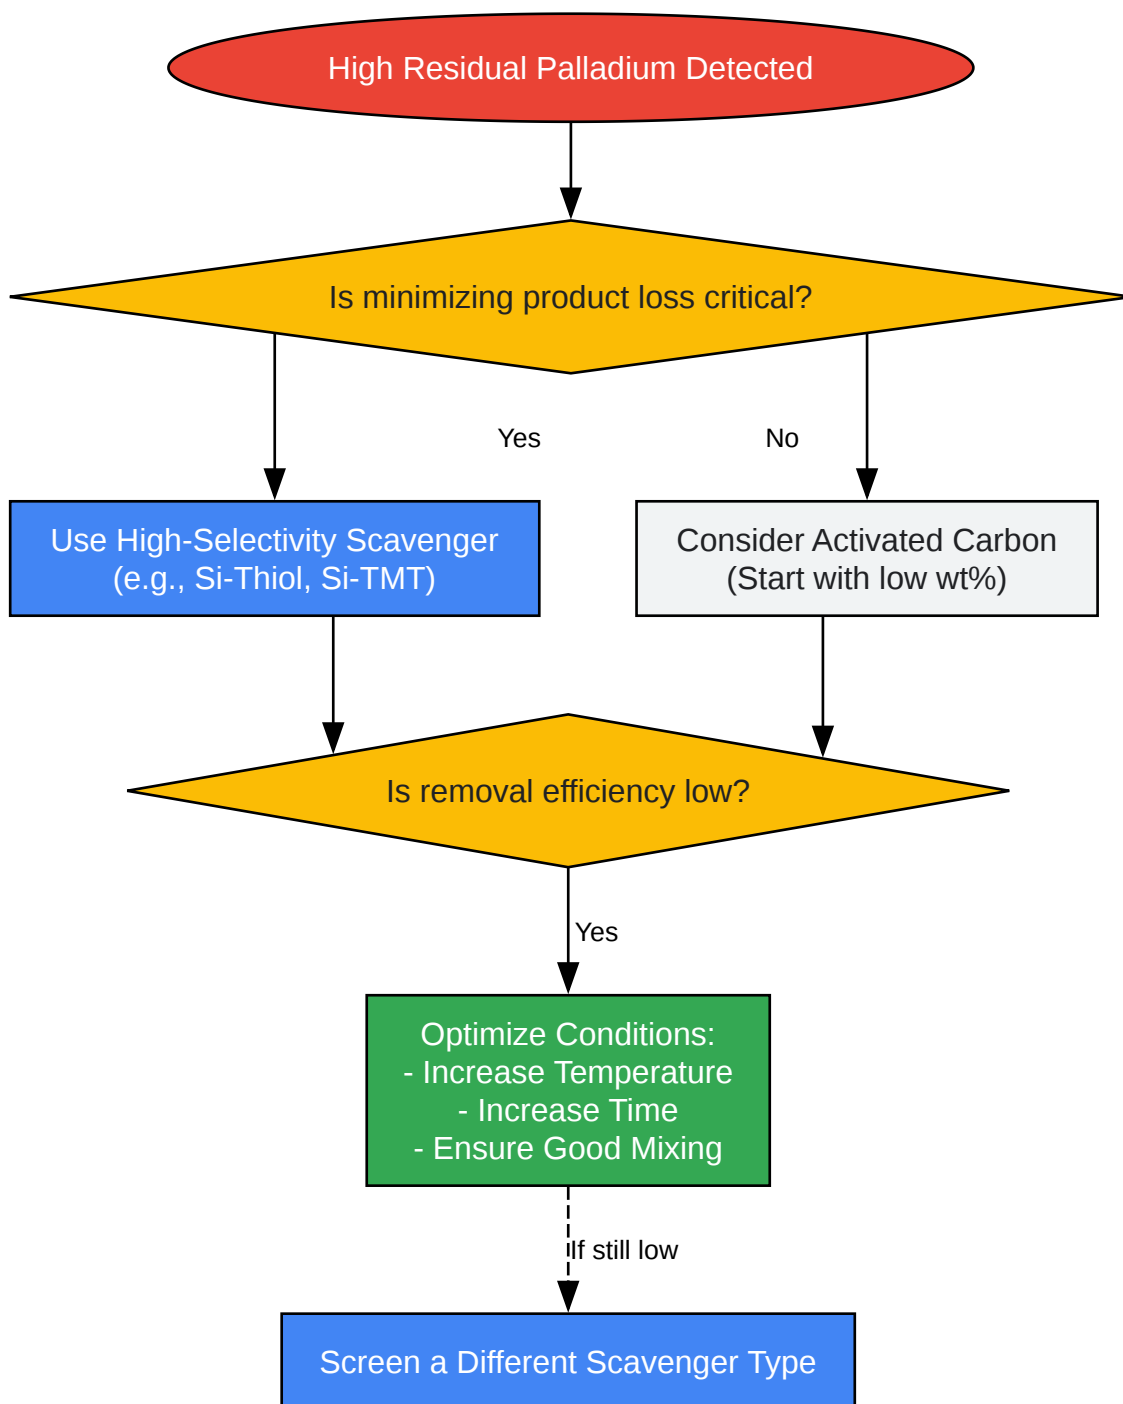 High Residual Palladium Detected
Is minimizing product loss critical?
Yes
No
Use High-Selectivity Scavenger
(e.g., Si-Thiol, Si-TMT)
Consider Activated Carbon
(Start with low wt%)
Is removal efficiency low?
Yes
Optimize Conditions:
- Increase Temperature
- Increase Time
- Ensure Good Mixing
If still low
Screen a Different Scavenger Type